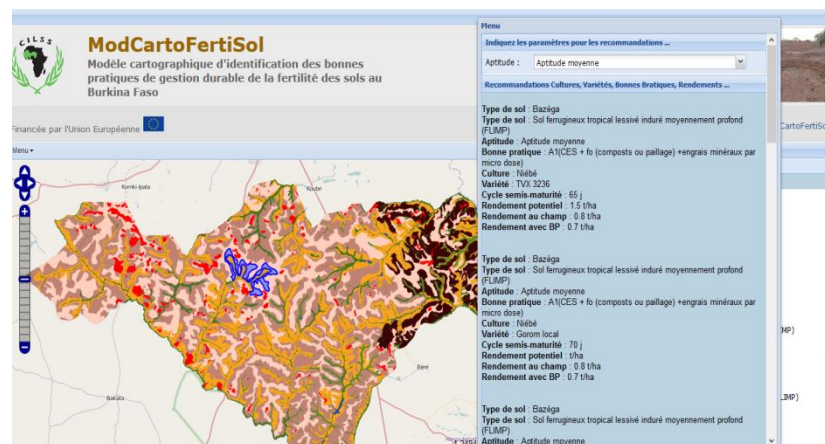 CILSS
ModCartoFertiSol
Modèle cartographique d'identification des bonnes
pratiques de gestion durable de la fertilité des sols au
Burkina Faso
Financée par l'Union Européenne
Menu
Komki-Ipala
Koubri
Béré
Menu
Indiquez les paramètres pour les recommandations ...
Aptitude : Aptitude moyenne
Recommandations Cultures, Variétés, Bonnes Bratiques, Rendements ...
Type de sol : Bazèga
Type de sol : Sol ferrugineux tropical lessivé induré moyennement profond
(FLIMP)
Aptitude : Aptitude moyenne
Bonne pratique : A1(CES + fo (composts ou paillage) +engrais minéraux par
micro dose)
Culture : Niébé
Variété : TVX 3236
Cycle semis-maturité : 65 j
Rendement potentiel : 1.5 t/ha
Rendement au champ : 0.8 t/ha
Rendement avec BP : 0.7 t/ha
Type de sol : Bazèga
Type de sol : Sol ferrugineux tropical lessivé induré moyennement profond
(FLIMP)
Aptitude : Aptitude moyenne
Bonne pratique : A1(CES + fo (composts ou paillage) +engrais minéraux par
micro dose)
Culture : Niébé
Variété : Gorom local
Cycle semis-maturité : 70 j
Rendement potentiel : t/ha
Rendement au champ : 0.8 t/ha
Rendement avec BP : 0.7 t/ha
Type de sol : Bazèga
Type de sol : Sol ferrugineux tropical lessivé induré moyennement profond
(FLIMP)
Aptitude : Aptitude moyenne
CartoFertiSo
MP)
IMP)